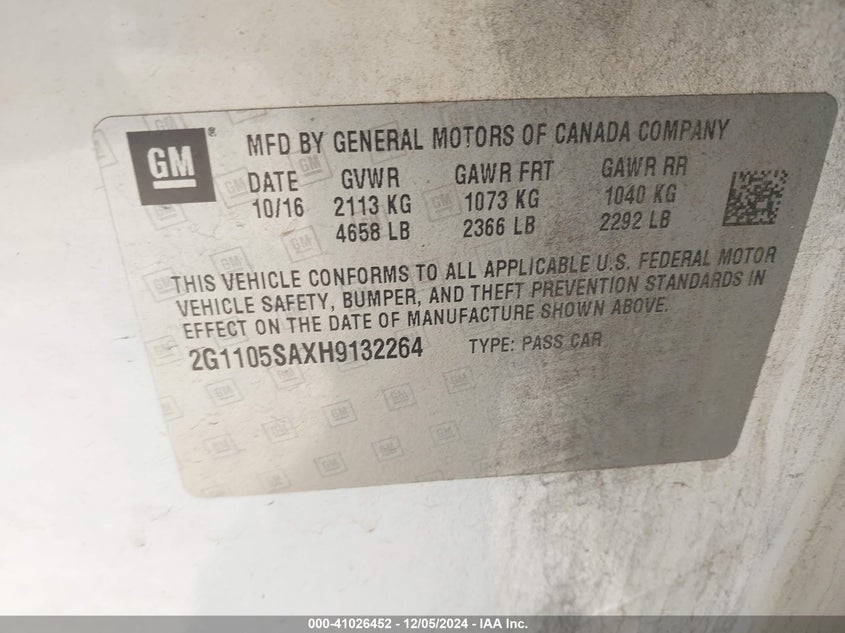 GM® MFD BY GENERAL MOTORS OF CANADA COMPANY
DATE GVWR GAWR FRT GAWR RR
10/16 2113 KG 1073 KG 1040 KG
4658 LB 2366 LB 2292 LB
THIS VEHICLE CONFORMS TO ALL APPLICABLE U.S. FEDERAL MOTOR
VEHICLE SAFETY, BUMPER, AND THEFT PREVENTION STANDARDS IN
EFFECT ON THE DATE OF MANUFACTURE SHOWN ABOVE.
2G1105SAXH9132264 TYPE: PASS CAR
000-41026452 - 12/05/2024 - IAA Inc.